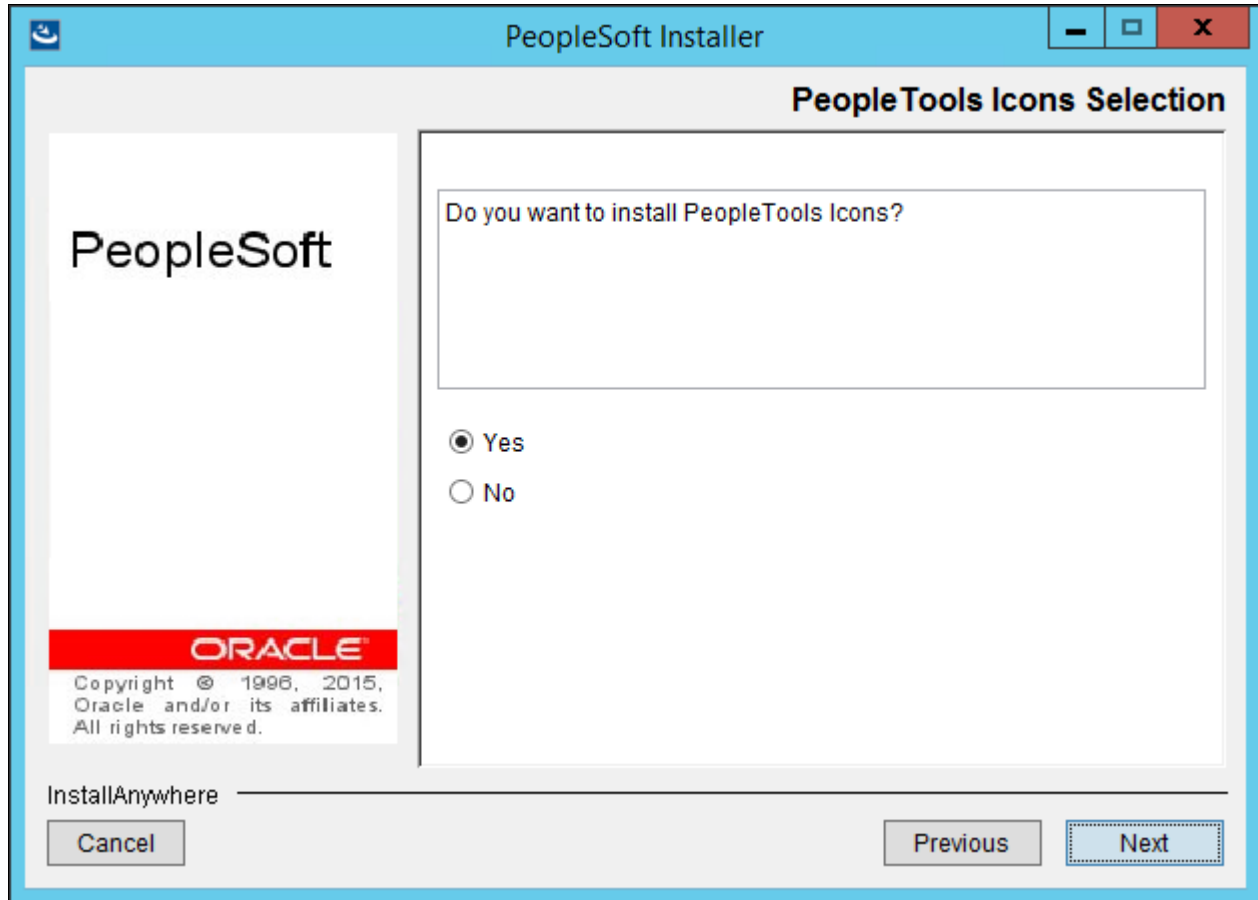 PeopleSoft Installer
PeopleTools Icons Selection
PeopleSoft
ORACLE
Copyright © 1996, 2015,
Oracle and/or its affiliates.
All rights reserved.
Do you want to install PeopleTools Icons?
Yes
No
InstallAnywhere
Cancel
Previous
Next